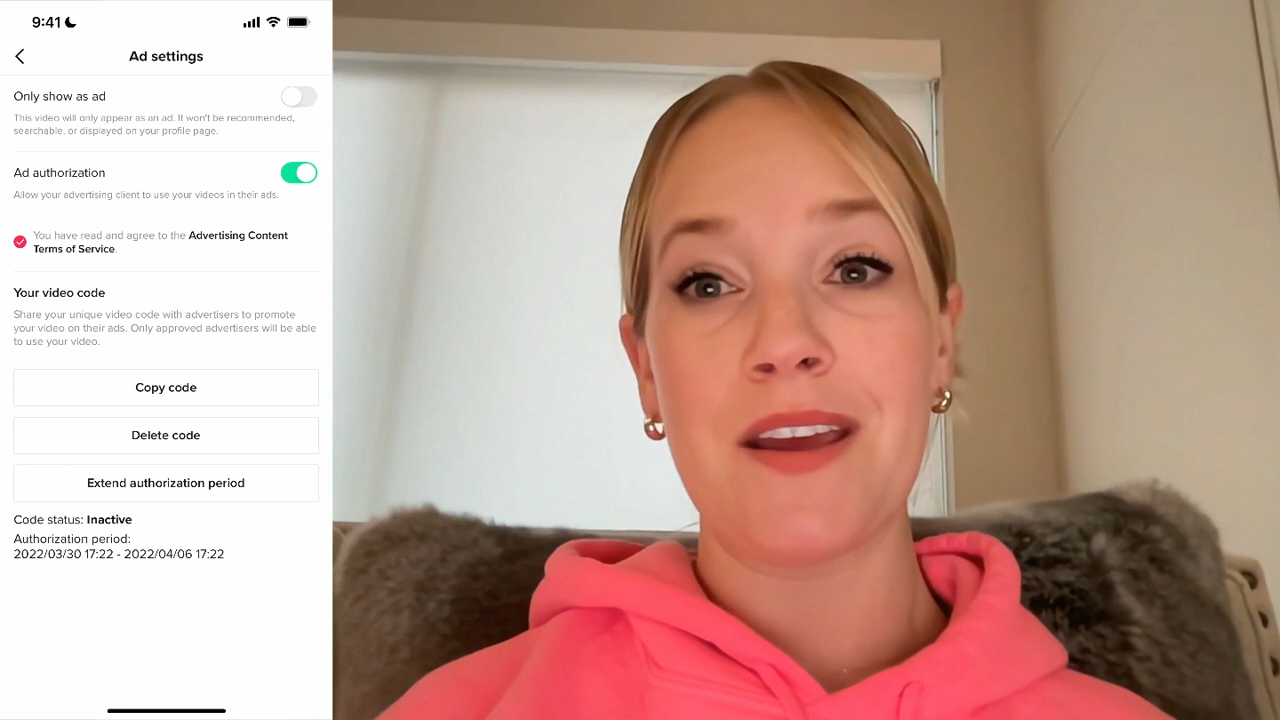 9:41
Ad settings
Only show as ad
This video will only appear as an ad. It won't be recommended,
searchable, or displayed on your profile page.
Ad authorization
Allow your advertising client to use your videos in their ads.
You have read and agree to the Advertising Content
Terms of Service.
Your video code
Share your unique video code with advertisers to promote
your video on their ads. Only approved advertisers will be able
to use your video.
Copy code
Delete code
Extend authorization period
Code status: Inactive
Authorization period:
2022/03/30 17:22 - 2022/04/06 17:22